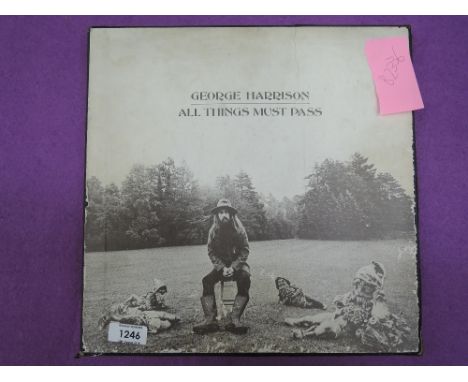 GEORGE HARRISON
ALL THINGS MUST PASS
1246